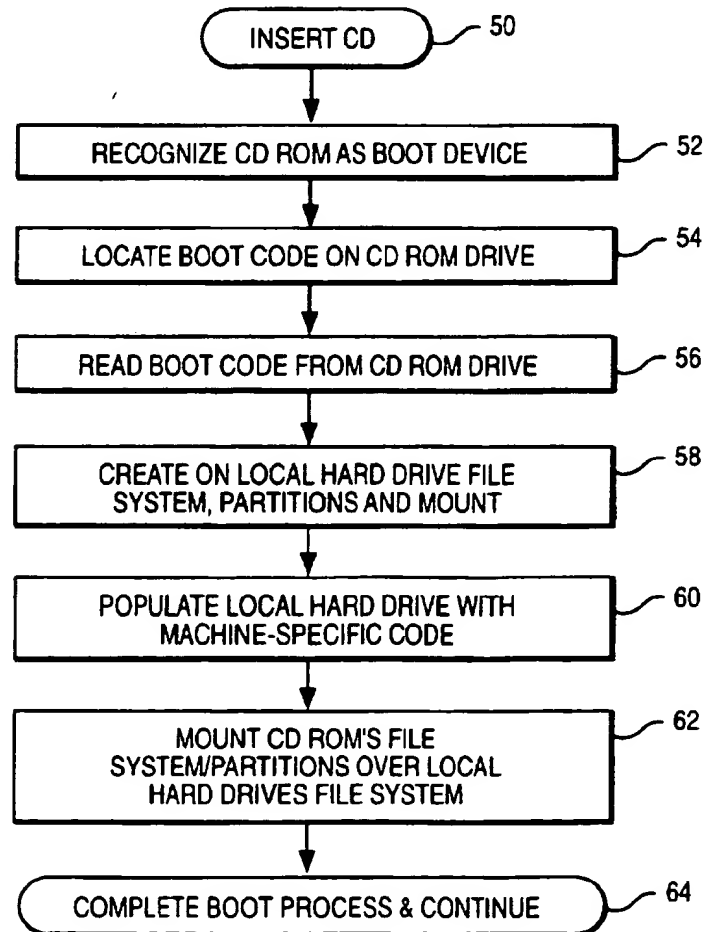 INSERT CD
50
RECOGNIZE CD ROM AS BOOT DEVICE
52
LOCATE BOOT CODE ON CD ROM DRIVE
54
READ BOOT CODE FROM CD ROM DRIVE
56
CREATE ON LOCAL HARD DRIVE FILE
SYSTEM, PARTITIONS AND MOUNT
58
POPULATE LOCAL HARD DRIVE WITH
MACHINE-SPECIFIC CODE
60
MOUNT CD ROM'S FILE
SYSTEM/PARTITIONS OVER LOCAL
HARD DRIVES FILE SYSTEM
62
COMPLETE BOOT PROCESS & CONTINUE
64